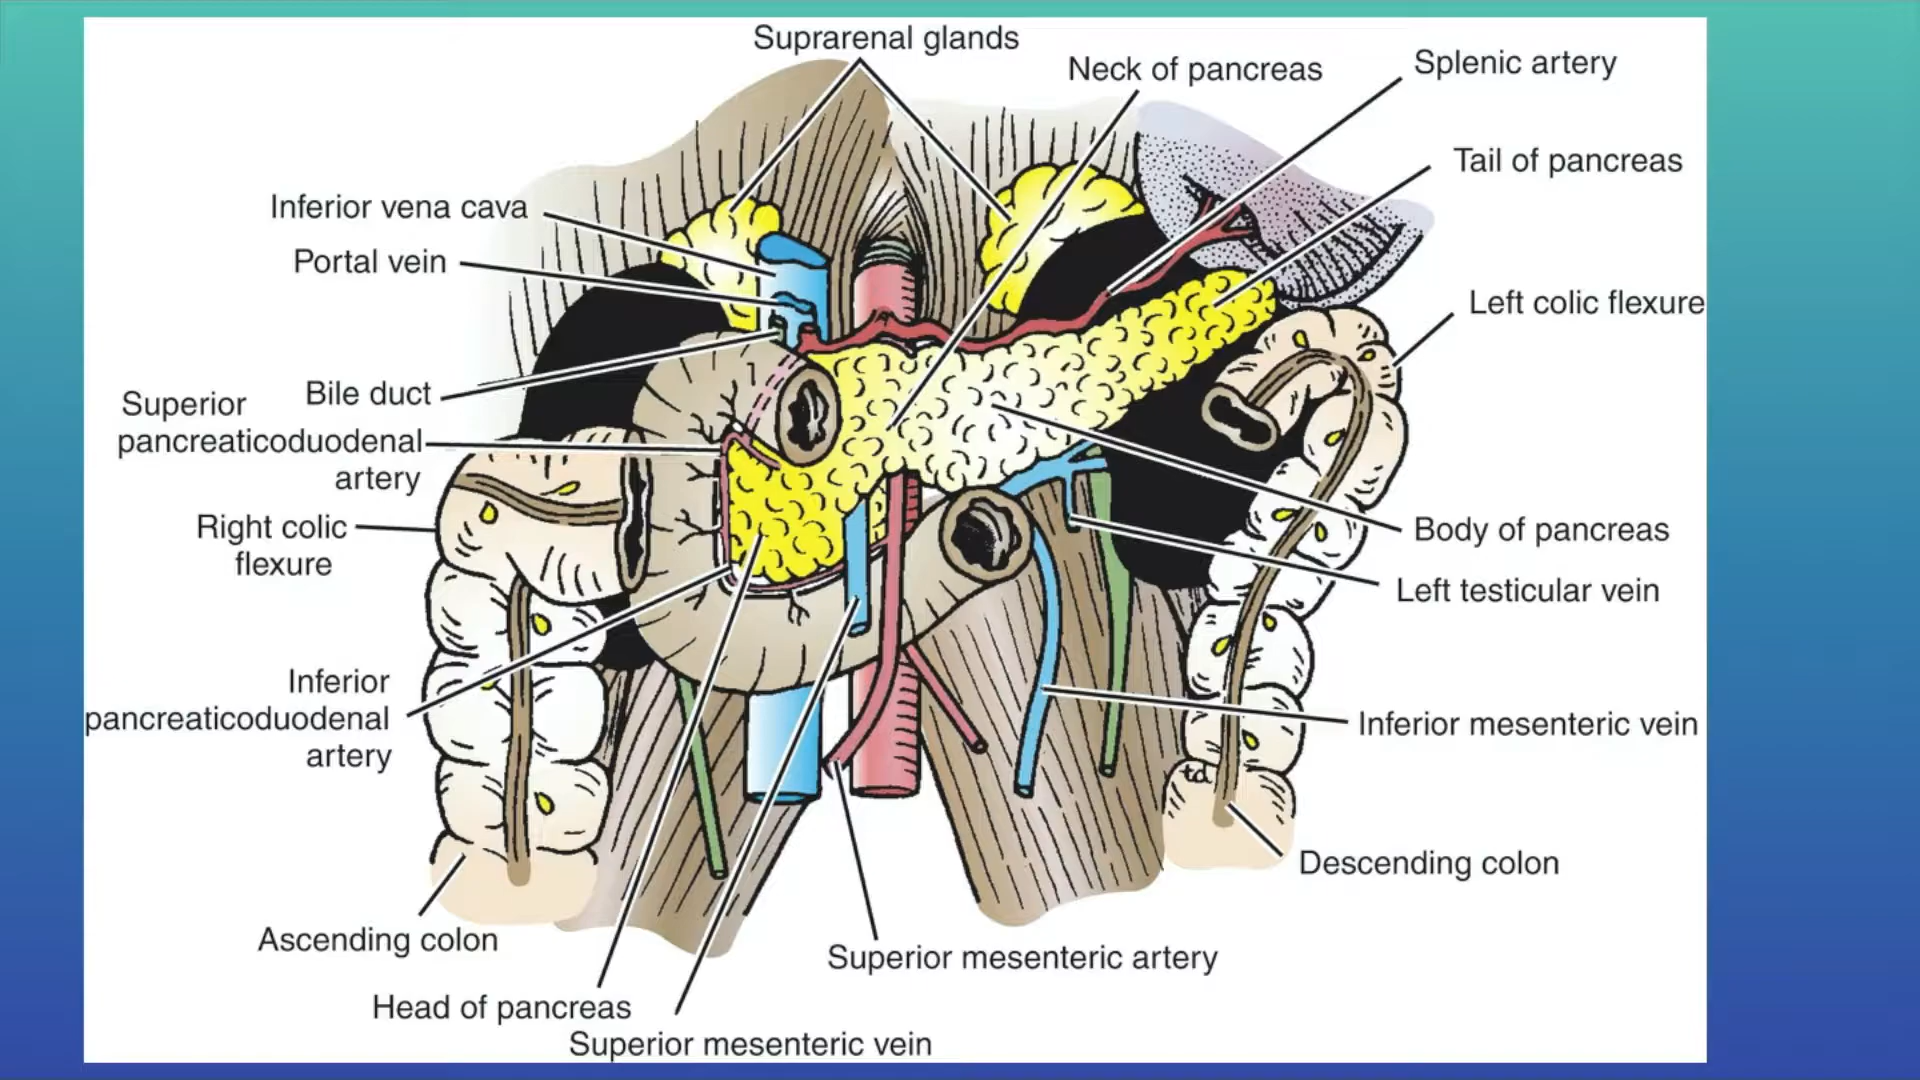 Suprarenal glands
Neck of pancreas
Splenic artery
Tail of pancreas
Inferior vena cava
Portal vein
Left colic flexure
Bile duct
Superior
pancreaticoduodenal
artery
Right colic
flexure
Body of pancreas
Left testicular vein
Inferior
pancreaticoduodenal
artery
Inferior mesenteric vein
td
Descending colon
Ascending colon
Superior mesenteric artery
Head of pancreas
Superior mesenteric vein